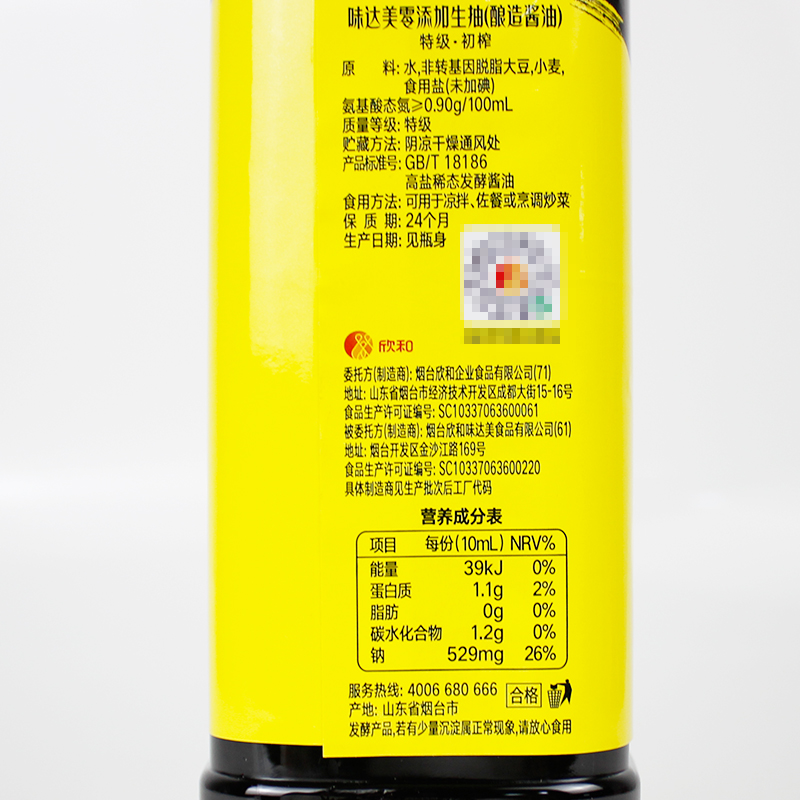 味达美零添加生抽(酿造酱油)
特级·初榨
原 料: 水,非转基因脱脂大豆,小麦,
食用盐(未加碘)
氨基酸态氮≥0.90g/100mL
质量等级: 特级
贮藏方法: 阴凉干燥通风处
产品标准号: GB/T 18186
高盐稀态发酵酱油
食用方法: 可用于凉拌、佐餐或烹调炒菜
保 质 期: 24个月
生产日期: 见瓶身
欣和
委托方(制造商): 烟台欣和企业食品有限公司(71)
地址: 山东省烟台市经济技术开发区成都大街15-16号
食品生产许可证编号: SC10337063600061
被委托方(制造商): 烟台欣和味达美食品有限公司(61)
地址: 烟台开发区金沙江路169号
食品生产许可证编号: SC10337063600220
具体制造商见生产批次后工厂代码
营养成分表
项目 每份(10mL) NRV%
能量 39kJ 0%
蛋白质 1.1g 2%
脂肪 0g 0%
碳水化合物 1.2g 0%
钠 529mg 26%
服务热线: 4006 680 666 合格
产地: 山东省烟台市
发酵产品,若有少量沉淀属正常现象,请放心食用